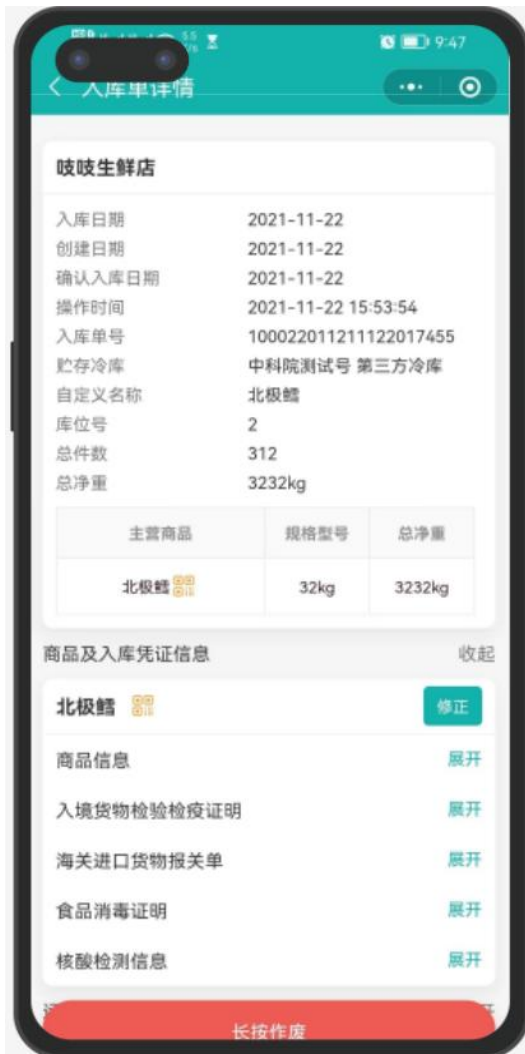 9:47
入库单详情
吱吱生鲜店
入库日期 2021-11-22
创建日期 2021-11-22
确认入库日期 2021-11-22
操作时间 2021-11-22 15:53:54
入库单号 100022011211122017455
贮存冷库 中科院测试号 第三方冷库
自定义名称 北极鳕
库位号 2
总件数 312
总净重 3232kg
主营商品 规格型号 总净重
北极鳕 32kg 3232kg
商品及入库凭证信息 收起
北极鳕 修正
商品信息 展开
入境货物检验检疫证明 展开
海关进口货物报关单 展开
食品消毒证明 展开
核酸检测信息 展开
长按作废